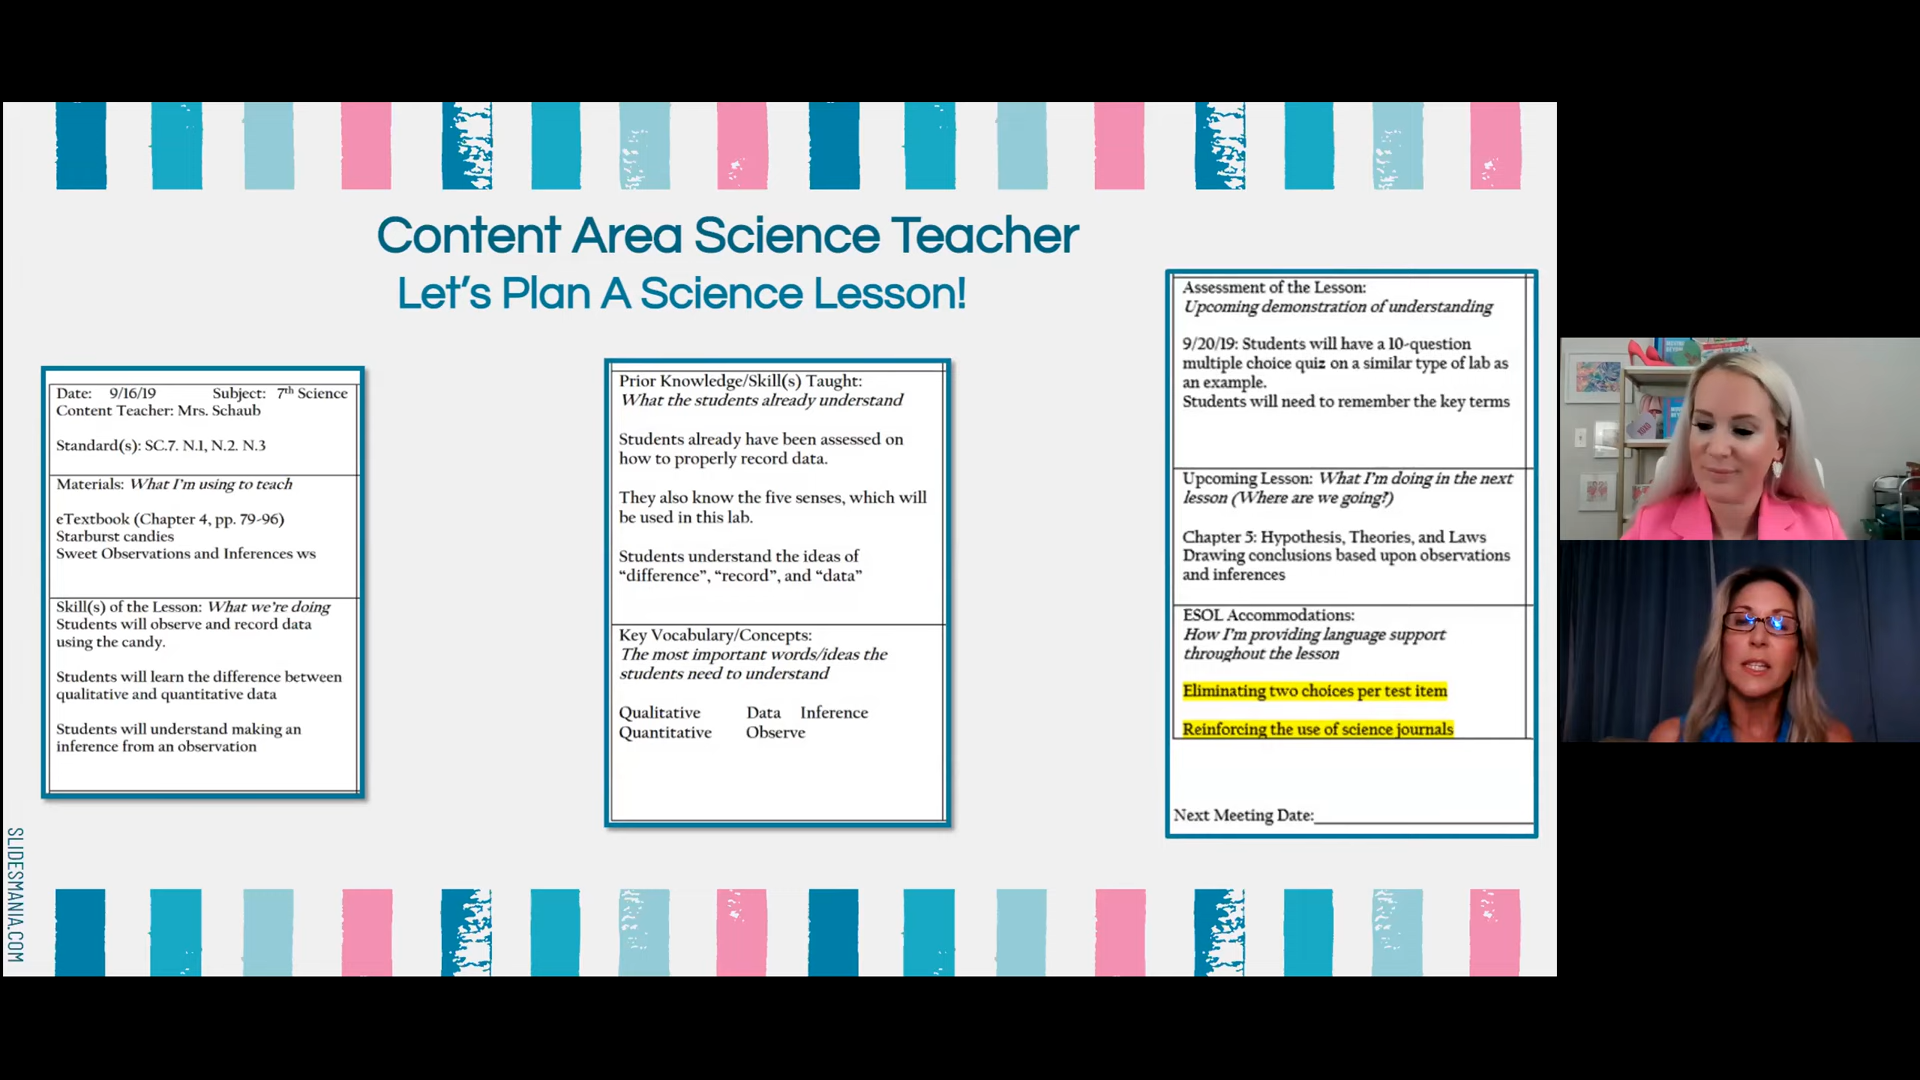 Content Area Science Teacher
Let's Plan A Science Lesson!
Date: 9/16/19 Subject: 7th Science
Content Teacher: Mrs. Schaub
Standard(s): SC.7. N.1, N.2. N.3
Materials: What I'm using to teach
eTextbook (Chapter 4, pp. 79-96)
Starburst candies
Sweet Observations and Inferences ws
Skill(s) of the Lesson: What we're doing
Students will observe and record data
using the candy.
Students will learn the difference between
qualitative and quantitative data
Students will understand making an
inference from an observation
Prior Knowledge/Skill(s) Taught:
What the students already understand
Students already have been assessed on
how to properly record data.
They also know the five senses, which will
be used in this lab.
Students understand the ideas of
“difference”, “record”, and “data”
Key Vocabulary/Concepts:
The most important words/ideas the
students need to understand
Qualitative Data Inference
Quantitative Observe
Assessment of the Lesson:
Upcoming demonstration of understanding
9/20/19: Students will have a 10-question
multiple choice quiz on a similar type of lab as
an example.
Students will need to remember the key terms
Upcoming Lesson: What I'm doing in the next
lesson (Where are we going?)
Chapter 5: Hypothesis, Theories, and Laws
Drawing conclusions based upon observations
and inferences
ESOL Accommodations:
How I'm providing language support
throughout the lesson
Eliminating two choices per test item
Reinforcing the use of science journals
Next Meeting Date:
SLIDESMANIA.COM